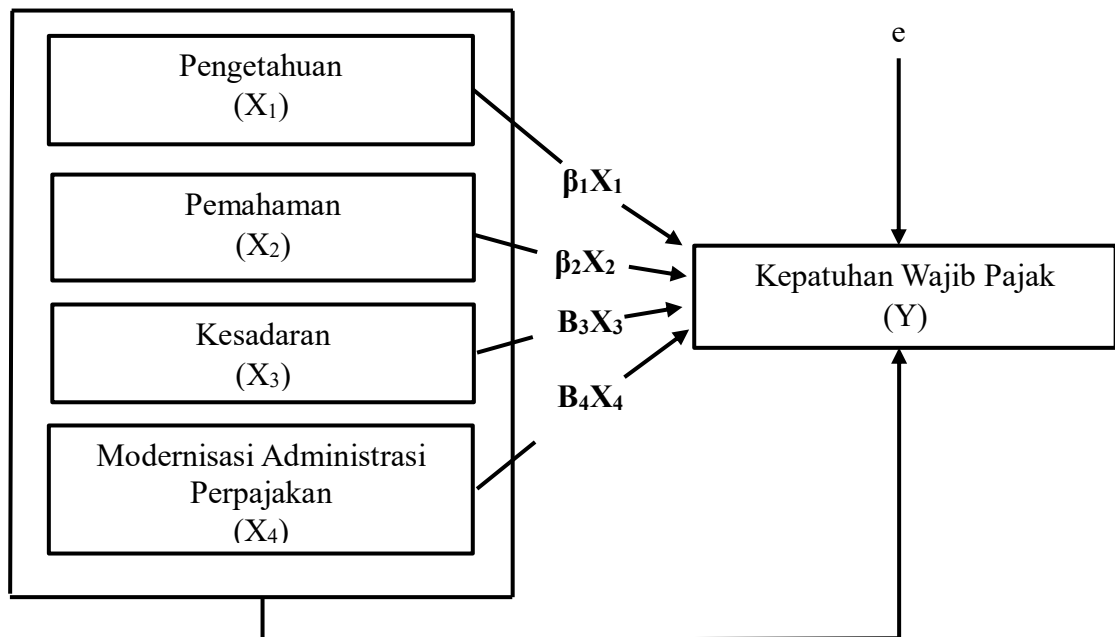 Pengetahuan
(X₁)
Pemahaman
(X₂)
Kesadaran
(X₃)
Modernisasi Administrasi
Perpajakan
(X₄)
β₁X₁
β₂X₂
B₃X₃
B₄X₄
e
Kepatuhan Wajib Pajak
(Y)